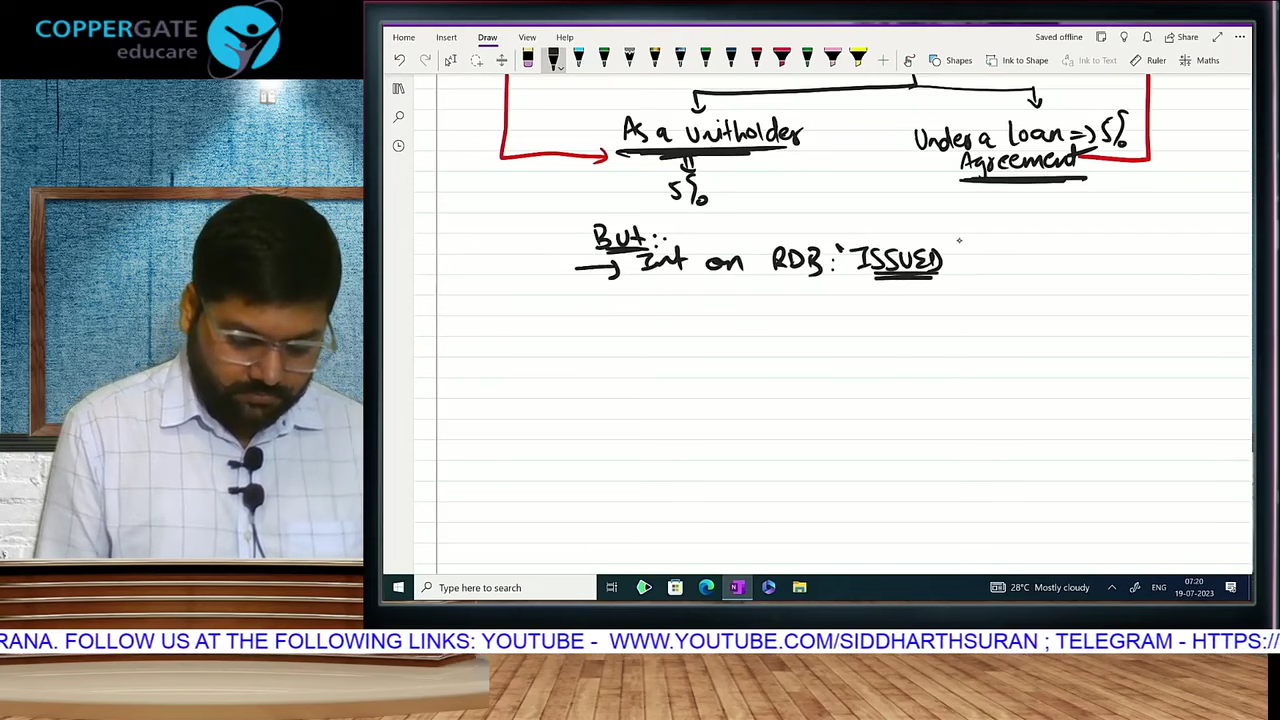 COPPERGATE
educare
Home Insert Draw View Help
Saved offline
Share
Shapes
Ink to Shape
Ink to Text
Ruler
Maths
As a unitholder
5%
Under a loan => 5%
Agreement
But:
→ Int on RDB: 'ISSUED
Type here to search
28°C Mostly cloudy
ENG
07:20
19-07-2023
RANA. FOLLOW US AT THE FOLLOWING LINKS: YOUTUBE - WWW.YOUTUBE.COM/SIDDHARTHSURAN ; TELEGRAM - HTTPS:/